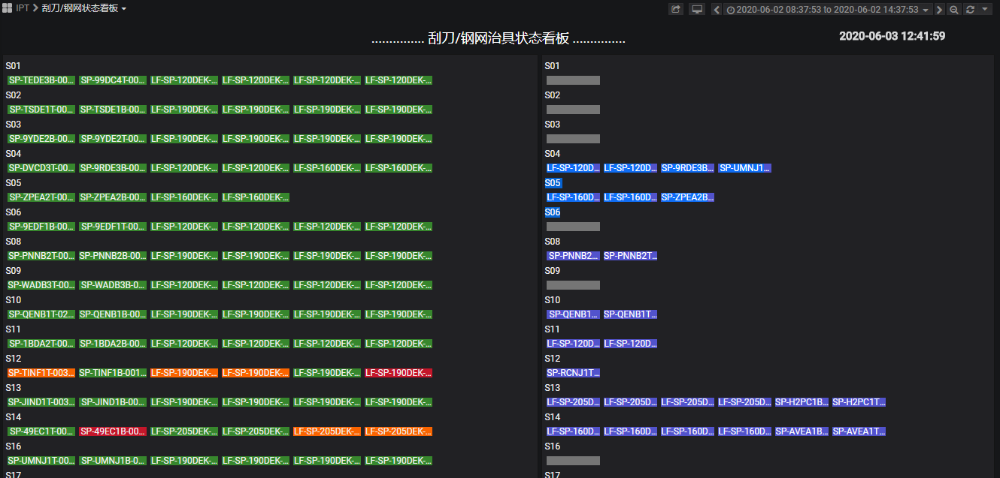 IPT > 刮刀/钢网状态看板
2020-06-02 08:37:53 to 2020-06-02 14:37:53
............... 刮刀/钢网治具状态看板 ...............
2020-06-03 12:41:59
S01
SP-TEDE3B-00... SP-99DC4T-00... LF-SP-120DEK-... LF-SP-120DEK-... LF-SP-120DEK-... LF-SP-120DEK-...
S02
SP-TSDE1T-00... SP-TSDE1B-00... LF-SP-190DEK-... LF-SP-190DEK-... LF-SP-190DEK-... LF-SP-190DEK-...
S03
SP-9YDE2B-00... SP-9YDE2T-00... LF-SP-190DEK-... LF-SP-190DEK-... LF-SP-190DEK-... LF-SP-190DEK-...
S04
SP-DVCD3T-00... SP-9RDE3B-00... LF-SP-120DEK-... LF-SP-120DEK-... LF-SP-160DEK-... LF-SP-160DEK-...
S05
SP-ZPEA2T-00... SP-ZPEA2B-00... LF-SP-160DEK-... LF-SP-160DEK-...
S06
SP-9EDF1B-00... SP-9EDF1T-00... LF-SP-120DEK-... LF-SP-120DEK-... LF-SP-120DEK-... LF-SP-120DEK-...
S08
SP-PNNB2T-00... SP-PNNB2B-00... LF-SP-190DEK-... LF-SP-190DEK-... LF-SP-190DEK-... LF-SP-190DEK-...
S09
SP-WADB3T-00... SP-WADB3B-0... LF-SP-120DEK-... LF-SP-120DEK-... LF-SP-120DEK-... LF-SP-120DEK-...
S10
SP-QENB1T-02... SP-QENB1B-00... LF-SP-190DEK-... LF-SP-190DEK-... LF-SP-190DEK-... LF-SP-190DEK-...
S11
SP-1BDA2T-00... SP-1BDA2B-00... LF-SP-120DEK-... LF-SP-120DEK-... LF-SP-120DEK-... LF-SP-120DEK-...
S12
SP-TINF1T-003... SP-TINF1B-001... LF-SP-190DEK-... LF-SP-190DEK-... LF-SP-190DEK-... LF-SP-190DEK-...
S13
SP-JIND1T-003... SP-JIND1B-00... LF-SP-190DEK-... LF-SP-190DEK-... LF-SP-190DEK-... LF-SP-190DEK-...
S14
SP-49EC1T-00... SP-49EC1B-00... LF-SP-205DEK-... LF-SP-205DEK-... LF-SP-205DEK-... LF-SP-205DEK-...
S16
SP-UMNJ1T-00... SP-UMNJ1B-0... LF-SP-190DEK-... LF-SP-190DEK-... LF-SP-190DEK-... LF-SP-190DEK-...
S17
S01
S02
S03
S04
LF-SP-120D... LF-SP-120D... SP-9RDE3B... SP-UMNJ1...
S05
LF-SP-160D... LF-SP-160D... SP-ZPEA2B...
S06
S08
SP-PNNB2... SP-PNNB2T...
S09
S10
SP-QENB1... SP-QENB1T...
S11
LF-SP-120D... LF-SP-120D...
S12
SP-RCNJ1T...
S13
LF-SP-205D... LF-SP-205D... LF-SP-205D... LF-SP-205D... SP-H2PC1B... SP-H2PC1T...
S14
LF-SP-160D... LF-SP-160D... LF-SP-160D... LF-SP-160D... SP-AVEA1B... SP-AVEA1T...
S16
S17